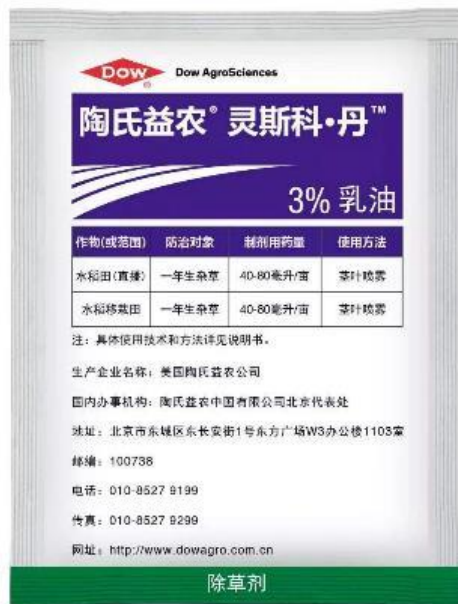 DOW® Dow AgroSciences
陶氏益农® 灵斯科·丹™
3% 乳油
作物(或范围) 防治对象 制剂用药量 使用方法
水稻田(直播) 一年生杂草 40-80毫升/亩 茎叶喷雾
水稻移栽田 一年生杂草 40-80毫升/亩 茎叶喷雾
注：具体使用技术和方法详见说明书。
生产企业名称：美国陶氏益农公司
国内办事机构：陶氏益农中国有限公司北京代表处
地址：北京市东城区东长安街1号东方广场W3办公楼1103室
邮编：100738
电话：010-8527 9199
传真：010-8527 9299
网址：http://www.dowagro.com.cn
除草剂